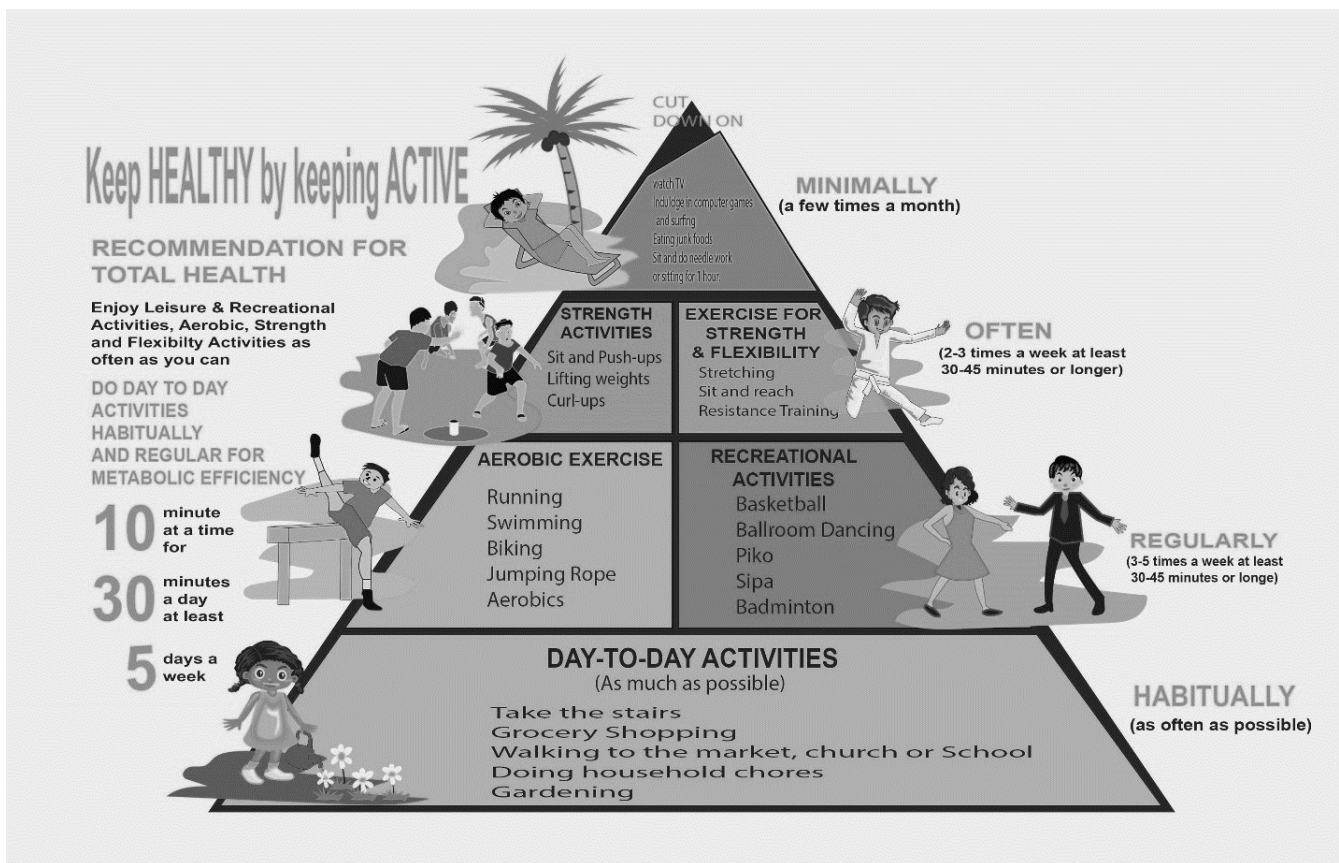 Keep HEALTHY by keeping ACTIVE
RECOMMENDATION FOR
TOTAL HEALTH
Enjoy Leisure & Recreational
Activities, Aerobic, Strength
and Flexibilty Activities as
often as you can
DO DAY TO DAY
ACTIVITIES
HABITUALLY
AND REGULAR FOR
METABOLIC EFFICIENCY
10 minute
at a time
for
30 minutes
a day
at least
5 days a
week
CUT
DOWN ON
watch TV
Induldge in computer games
and surfing
Eating junk foods
Sit and do needle work
or sitting for 1 hour.
MINIMALLY
(a few times a month)
STRENGTH
ACTIVITIES
Sit and Push-ups
Lifting weights
Curl-ups
EXERCISE FOR
STRENGTH
& FLEXIBILITY
Stretching
Sit and reach
Resistance Training
OFTEN
(2-3 times a week at least
30-45 minutes or longer)
AEROBIC EXERCISE
Running
Swimming
Biking
Jumping Rope
Aerobics
RECREATIONAL
ACTIVITIES
Basketball
Ballroom Dancing
Piko
Sipa
Badminton
REGULARLY
(3-5 times a week at least
30-45 minutes or longe)
DAY-TO-DAY ACTIVITIES
(As much as possible)
Take the stairs
Grocery Shopping
Walking to the market, church or School
Doing household chores
Gardening
HABITUALLY
(as often as possible)